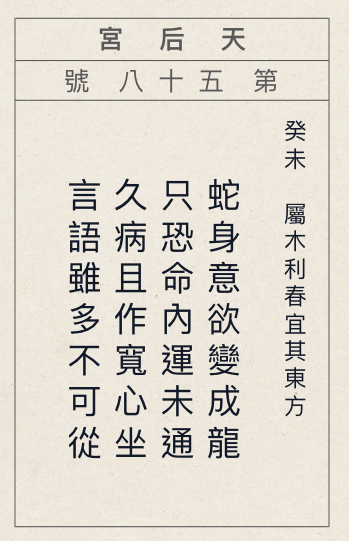 天后宮
第五十八號
癸未 屬木利春宜其東方
蛇身意欲變成龍
只恐命內運未通
久病且作寬心坐
言語雖多不可從